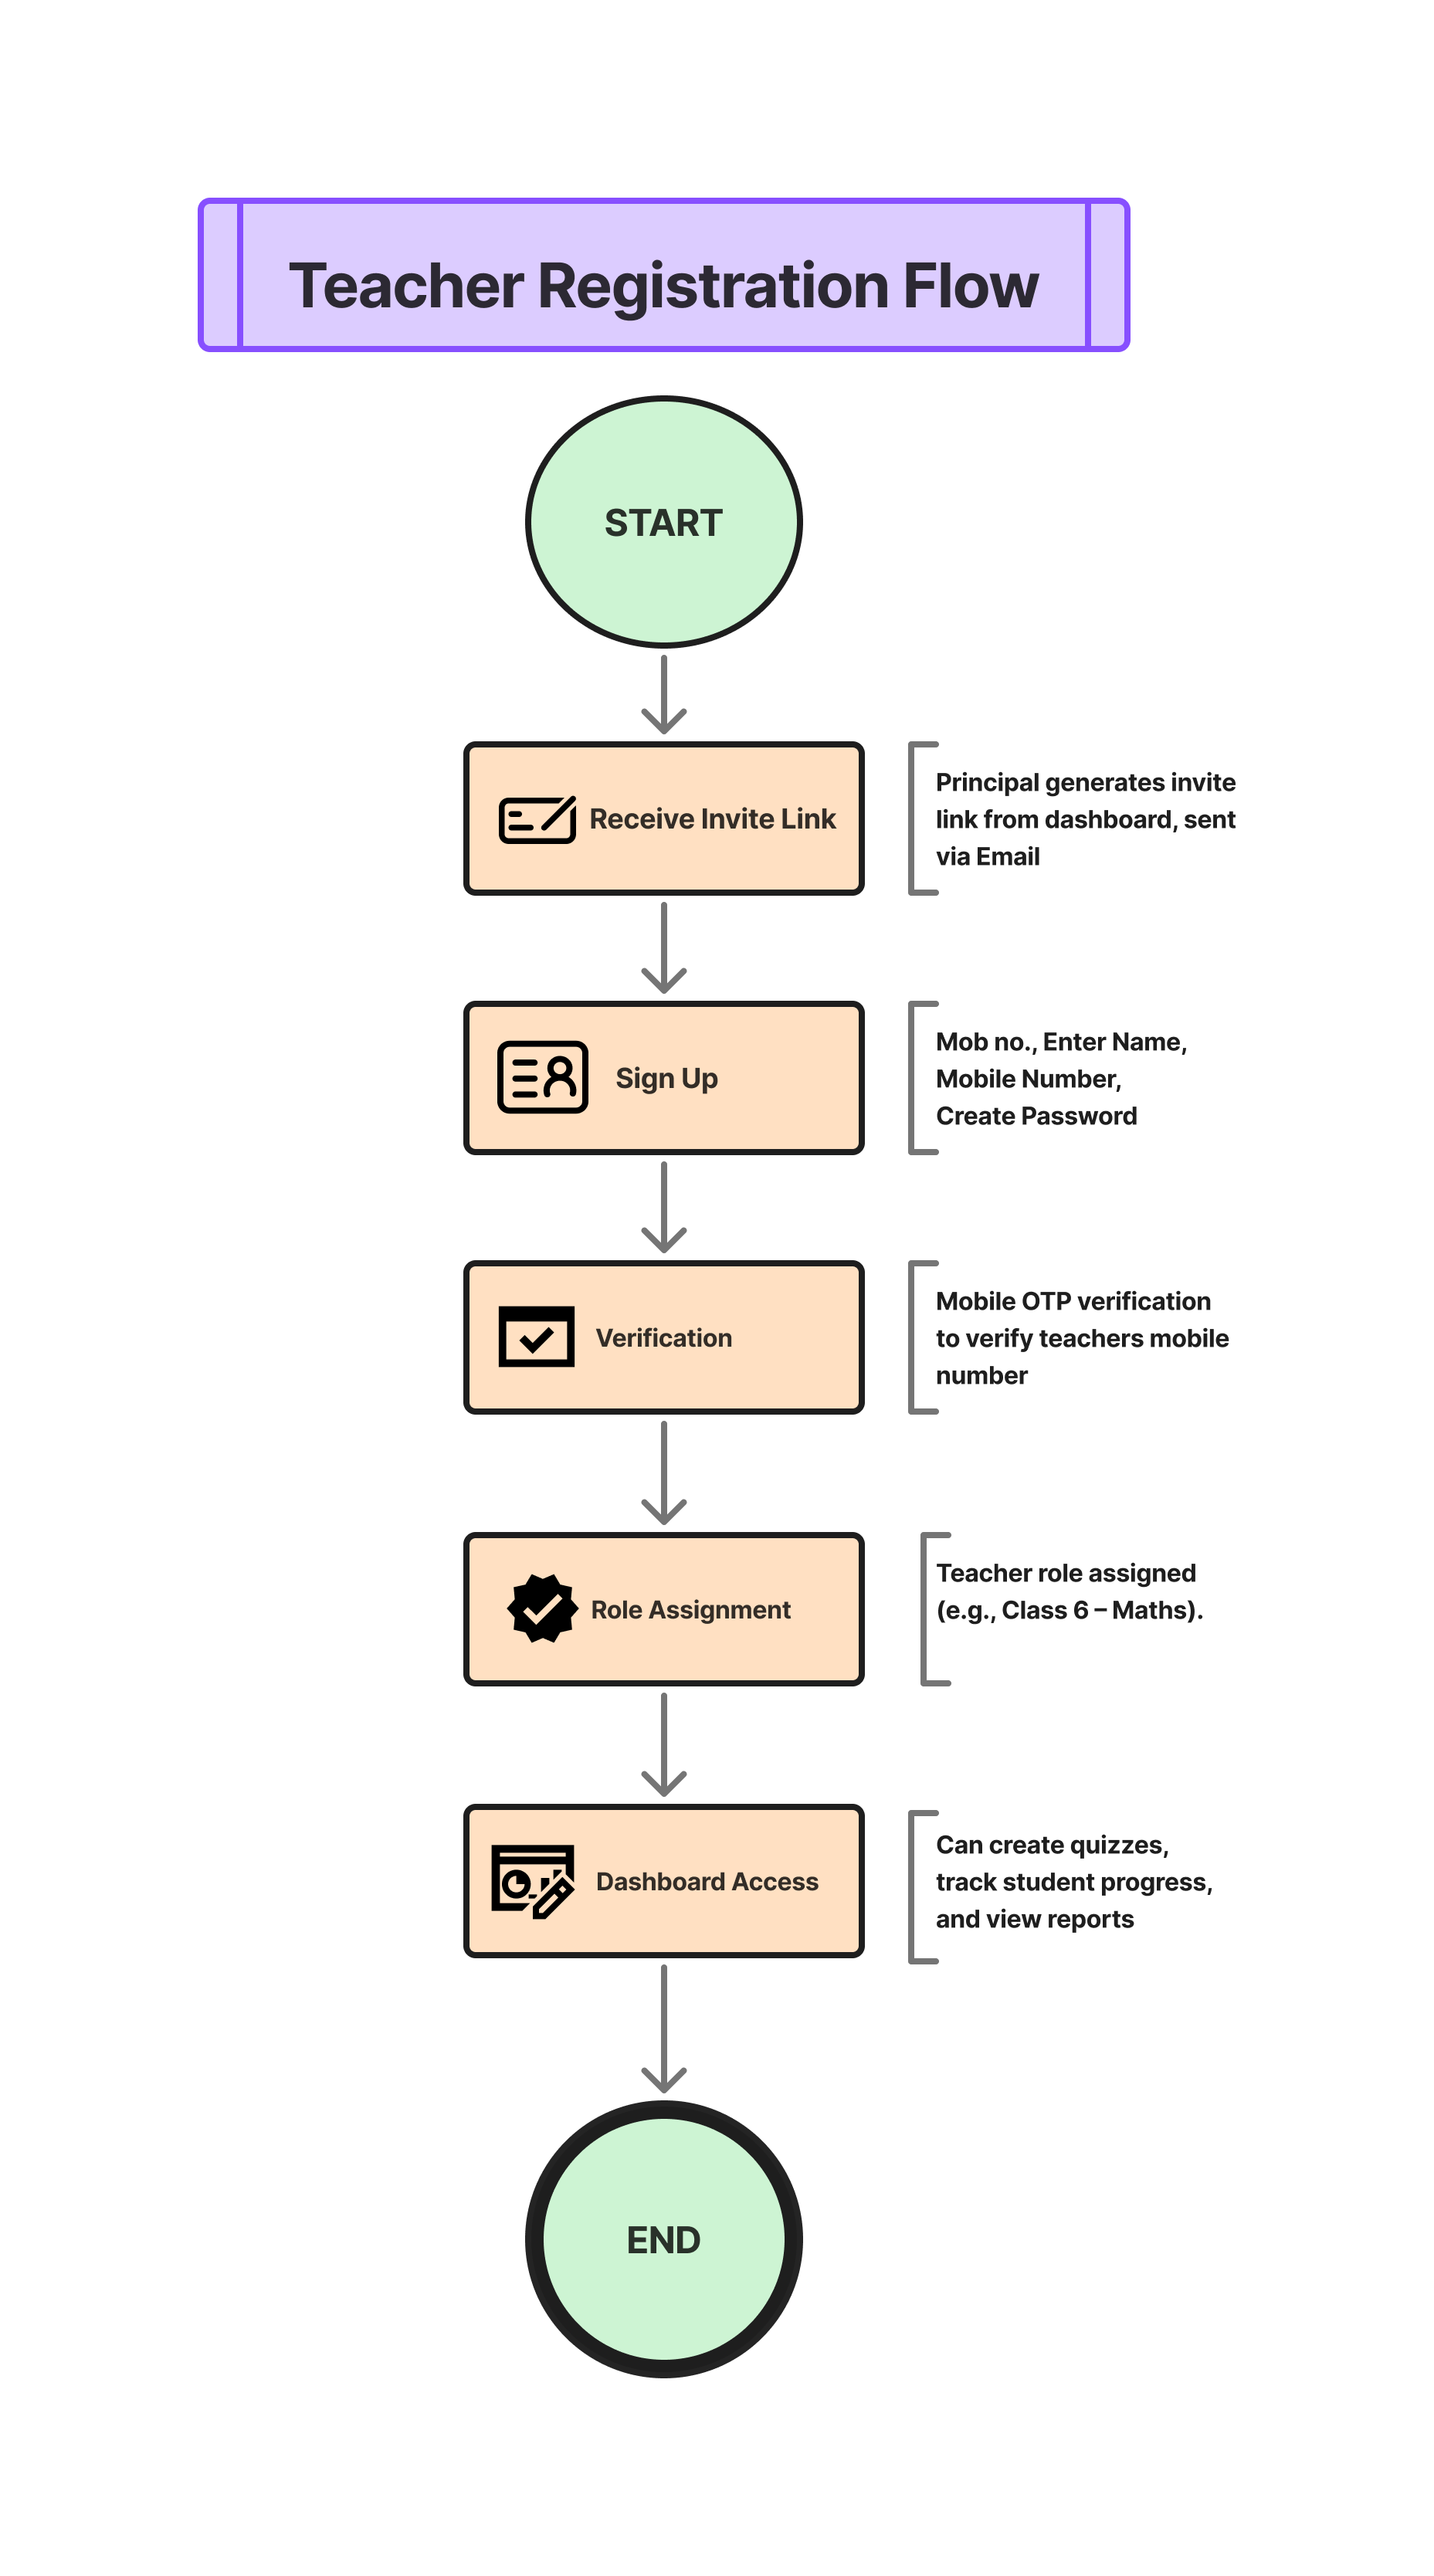 Teacher Registration Flow
START
Receive Invite Link
Principal generates invite
link from dashboard, sent
via Email
Sign Up
Mob no., Enter Name,
Mobile Number,
Create Password
Verification
Mobile OTP verification
to verify teachers mobile
number
Role Assignment
Teacher role assigned
(e.g., Class 6 – Maths).
Dashboard Access
Can create quizzes,
track student progress,
and view reports
END